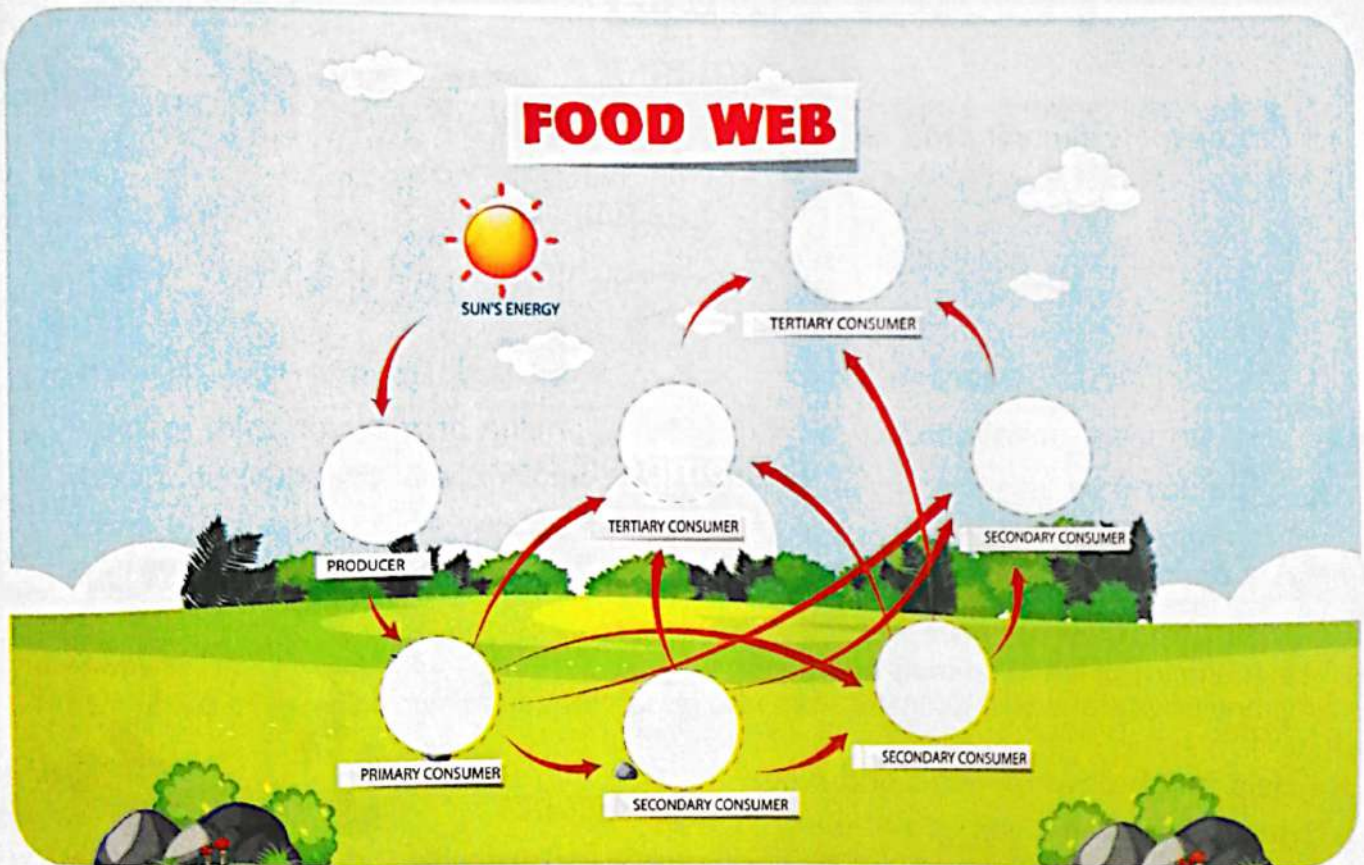 FOOD WEB
SUN'S ENERGY
TERTIARY CONSUMER
TERTIARY CONSUMER
SECONDARY CONSUMER
PRODUCER
PRIMARY CONSUMER
SECONDARY CONSUMER
SECONDARY CONSUMER